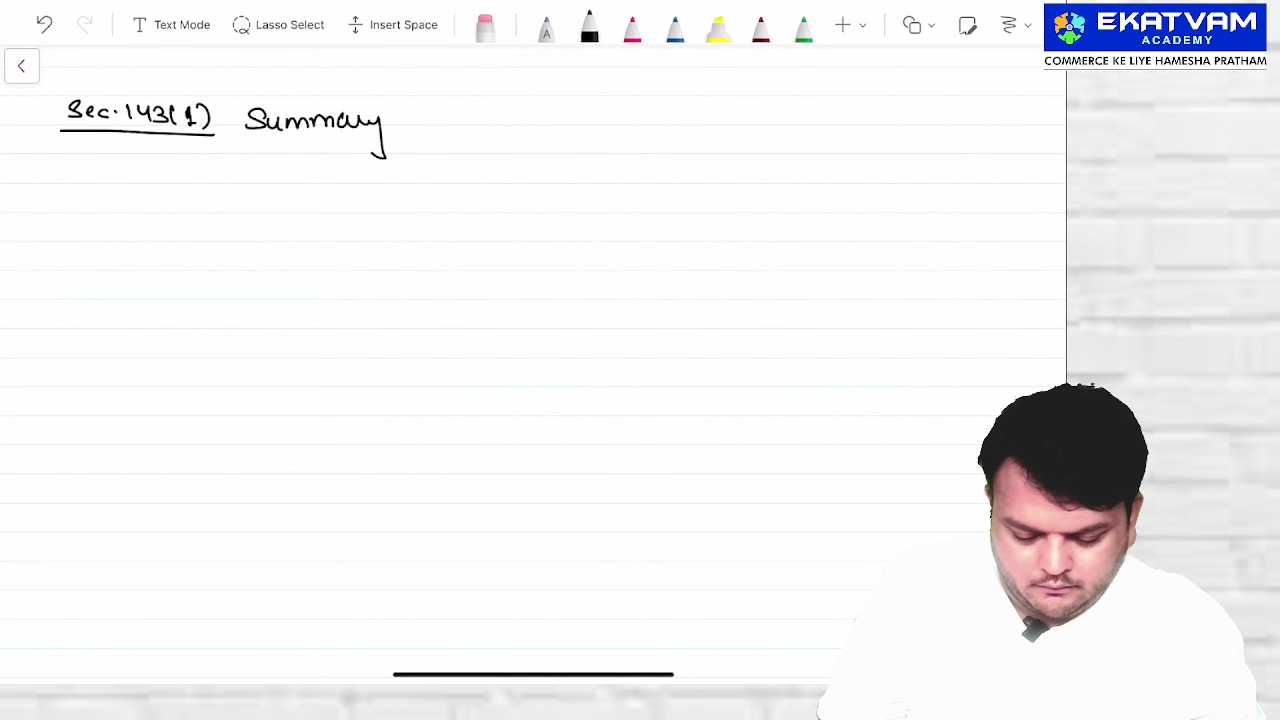 Text Mode Lasso Select Insert Space
A
EKATVAM
ACADEMY
COMMERCE KE LIYE HAMESHA PRATHAM
Sec. 143(1) Summary